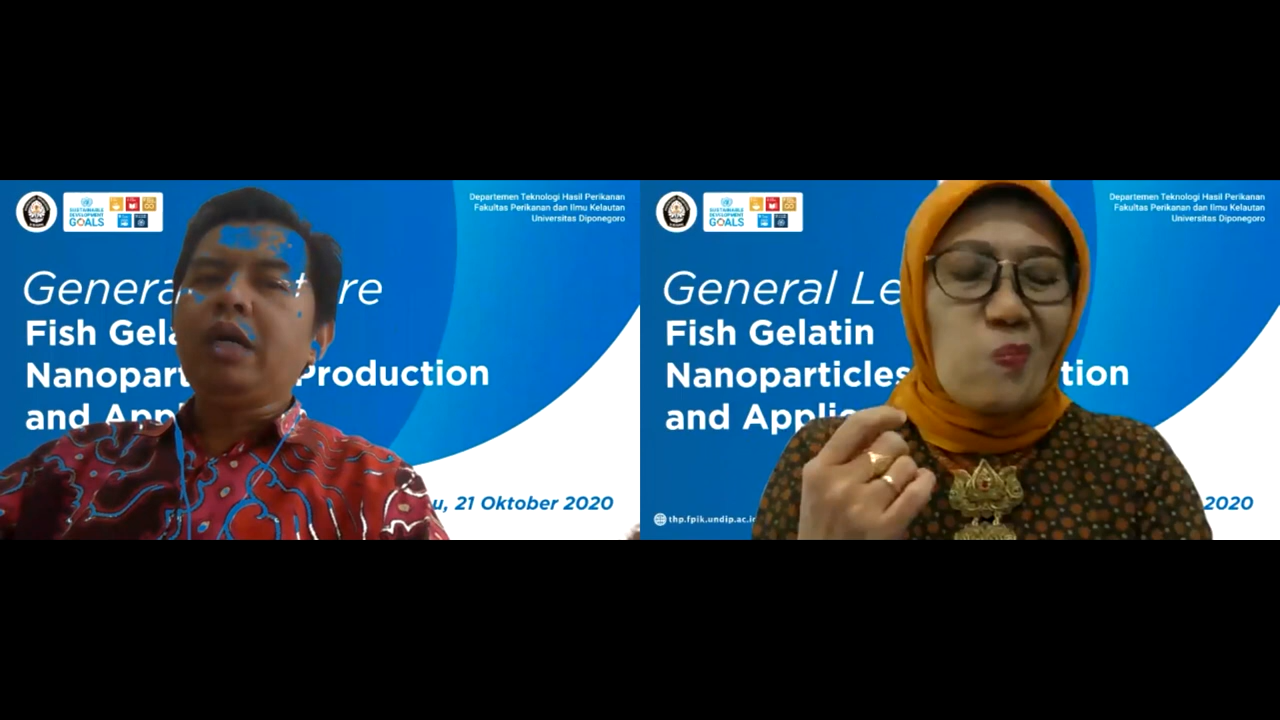 SUSTAINABLE
DEVELOPMENT
GOALS
Departemen Teknologi Hasil Perikanan
Fakultas Perikanan dan Ilmu Kelautan
Universitas Diponegoro
Genera t re
Fish Gela
Nanopart Production
and Appl
u, 21 Oktober 2020
SUSTAINABLE
DEVELOPMENT
GOALS
Departemen Teknologi Hasil Perikanan
Fakultas Perikanan dan Ilmu Kelautan
Universitas Diponegoro
General Le
Fish Gelatin
Nanoparticles tion
and Applic
2020
thp.fpik.undip.ac.i